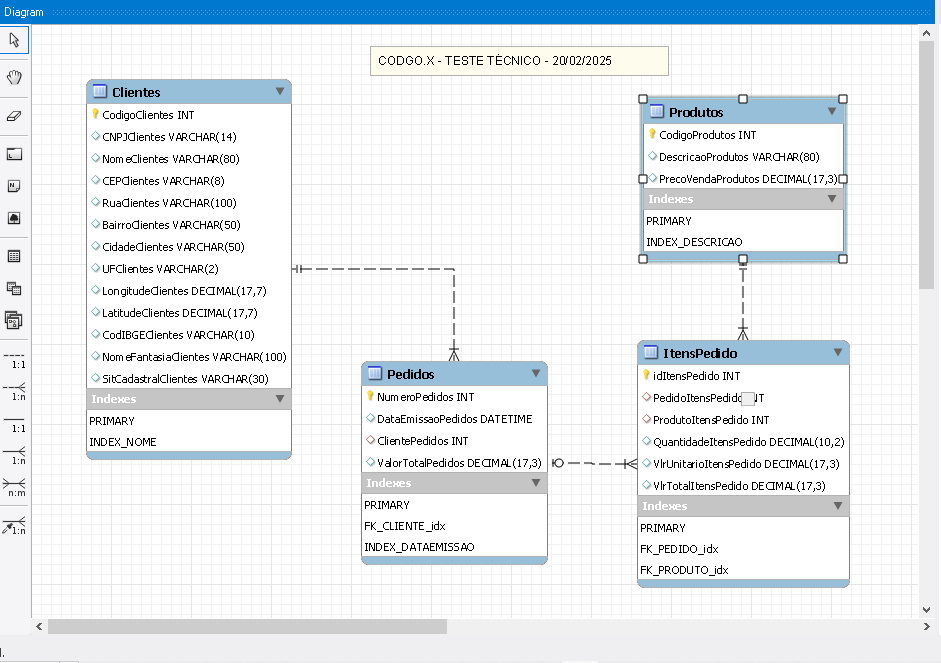 Diagram
CODGO.X - TESTE TÉCNICO - 20/02/2025
Clientes
CodigoClientes INT
CNPJClientes VARCHAR(14)
NomeClientes VARCHAR(80)
CEPClientes VARCHAR(8)
RuaClientes VARCHAR(100)
BairroClientes VARCHAR(50)
CidadeClientes VARCHAR(50)
UFClientes VARCHAR(2)
LongitudeClientes DECIMAL(17,7)
LatitudeClientes DECIMAL(17,7)
CodIBGEClientes VARCHAR(10)
NomeFantasiaClientes VARCHAR(100)
SitCadastralClientes VARCHAR(30)
Indexes
PRIMARY
INDEX_NOME
Produtos
CodigoProdutos INT
DescricaoProdutos VARCHAR(80)
PrecoVendaProdutos DECIMAL(17,3)
Indexes
PRIMARY
INDEX_DESCRICAO
Pedidos
NumeroPedidos INT
DataEmissaoPedidos DATETIME
ClientePedidos INT
ValorTotalPedidos DECIMAL(17,3)
Indexes
PRIMARY
FK_CLIENTE_idx
INDEX_DATAEMISSAO
ItensPedido
idItensPedido INT
ProdutoItensPedido INT
QuantidadeItensPedido DECIMAL(10,2)
VlrUnitarioItensPedido DECIMAL(17,3)
VlrTotalItensPedido DECIMAL(17,3)
Indexes
PRIMARY
FK_PEDIDO_idx
FK_PRODUTO_idx
1:1
1:n
1:1
1:n
n:m
1:n